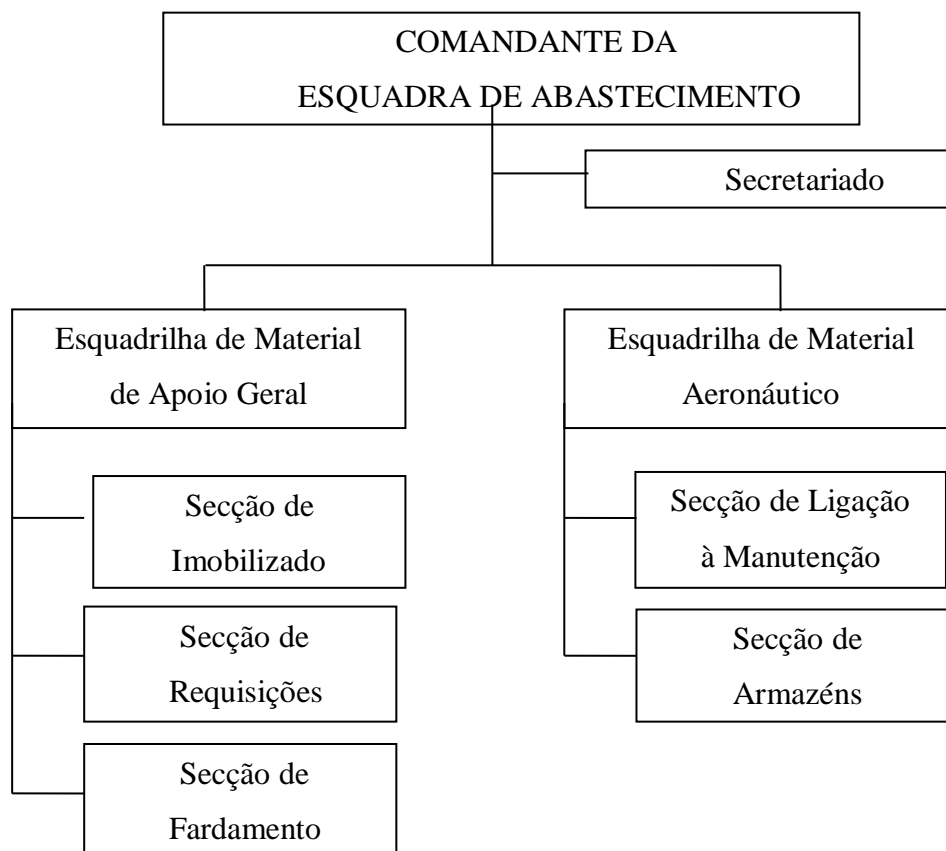 COMANDANTE DA
ESQUADRA DE ABASTECIMENTO
Secretariado
Esquadrilha de Material
de Apoio Geral
Esquadrilha de Material
Aeronáutico
Secção de
Imobilizado
Secção de Ligação
à Manutenção
Secção de
Requisições
Secção de
Armazéns
Secção de
Fardamento